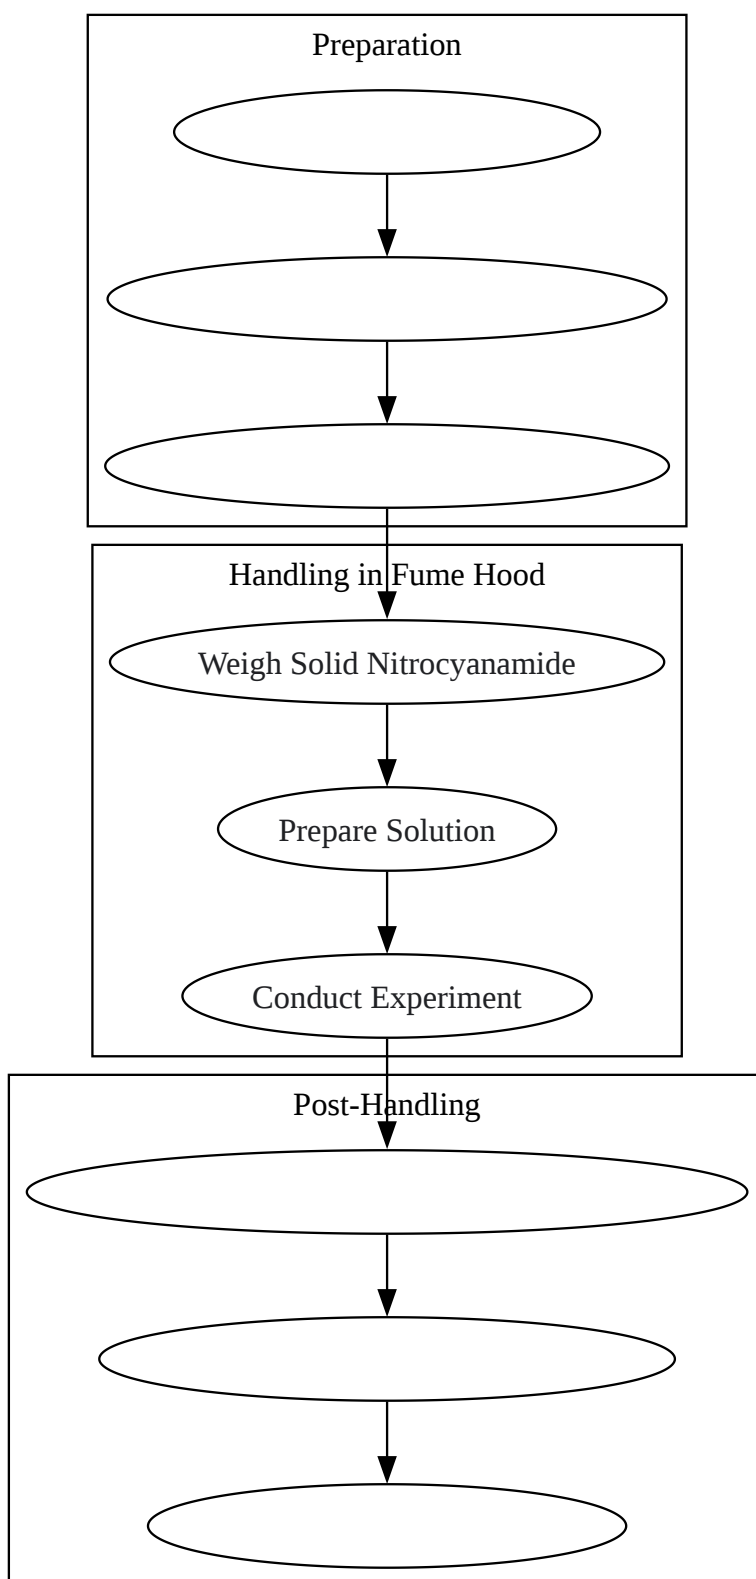 Preparation
Handling in Fume Hood
Weigh Solid Nitrocyanamide
Prepare Solution
Conduct Experiment
Post-Handling